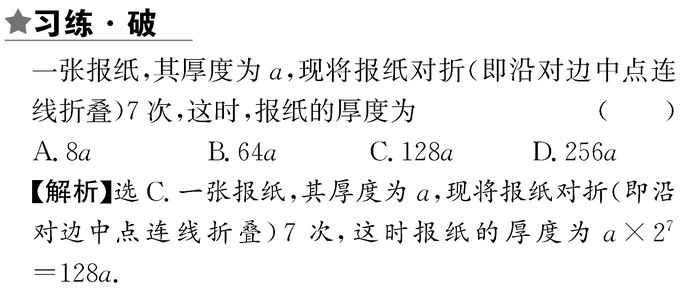 ★习练·破
一张报纸,其厚度为 a,现将报纸对折(即沿对边中点连
线折叠)7 次,这时,报纸的厚度为 (  )
A. 8a B. 64a C. 128a D. 256a
【解析】选 C. 一张报纸,其厚度为 a,现将报纸对折(即沿
对边中点连线折叠)7 次,这时报纸的厚度为 a×2⁷
=128a.